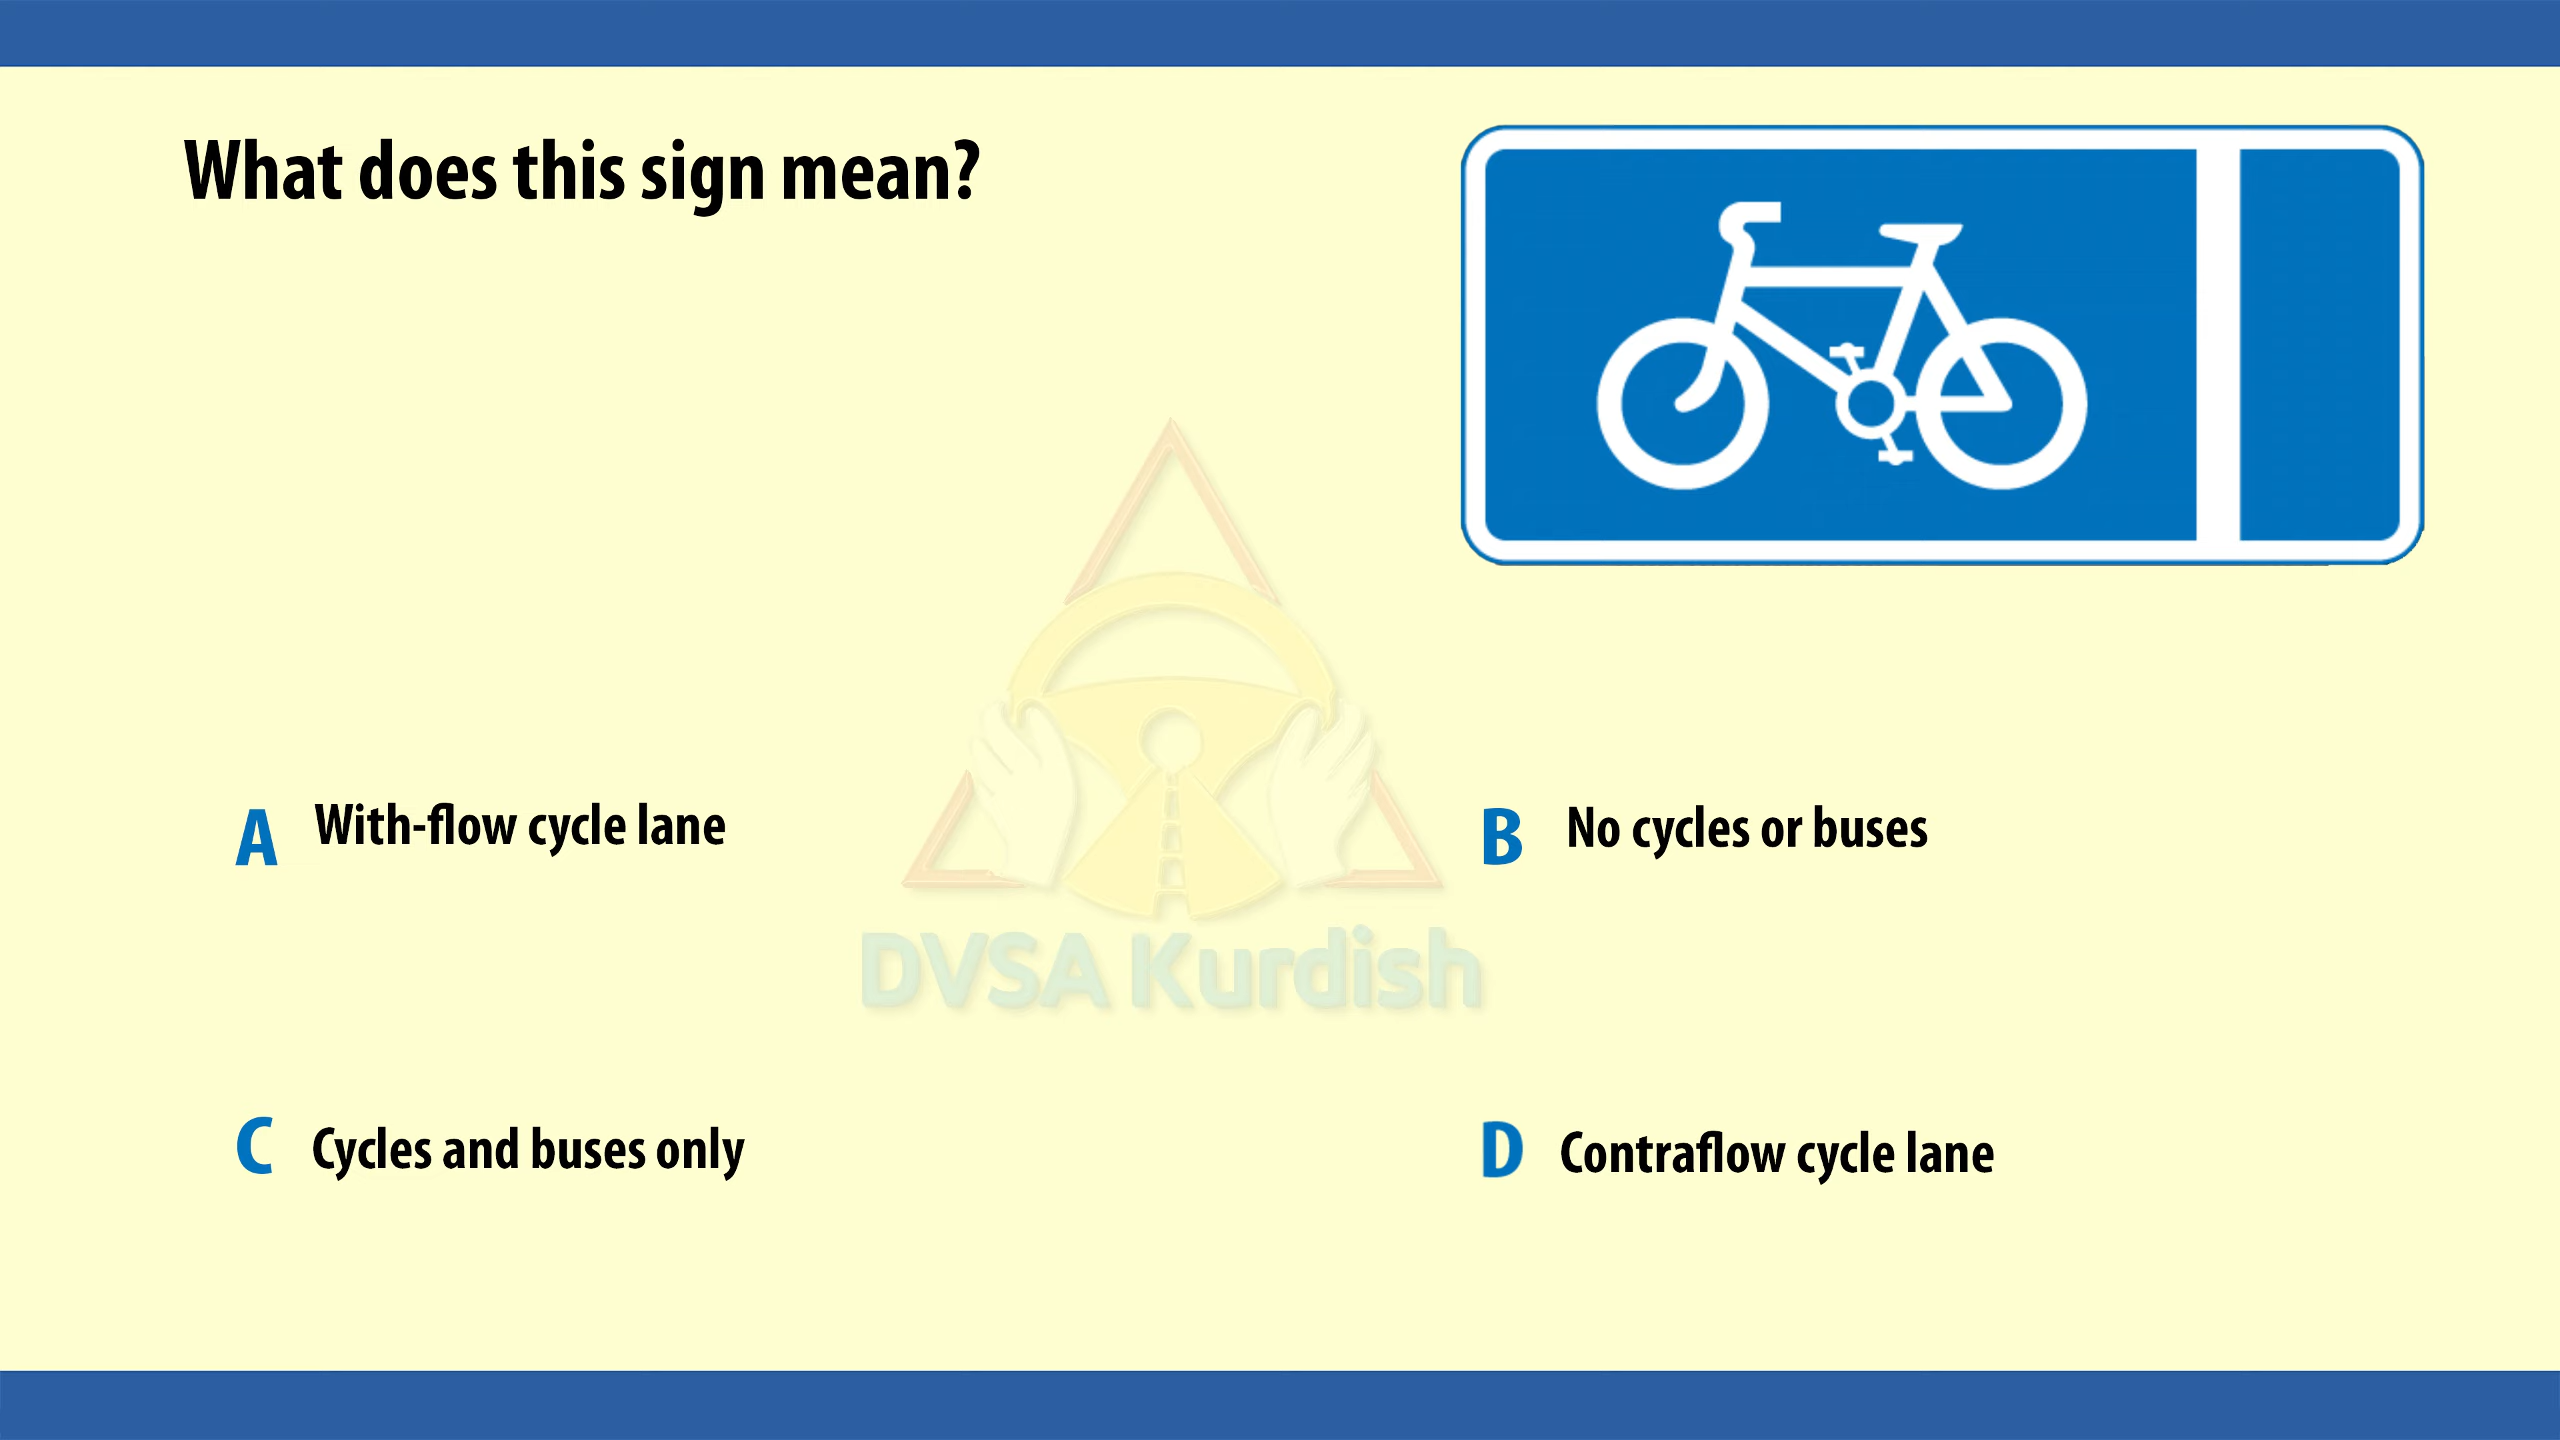 What does this sign mean?
A With-flow cycle lane
B No cycles or buses
DVSA Kurdish
C Cycles and buses only
D Contraflow cycle lane